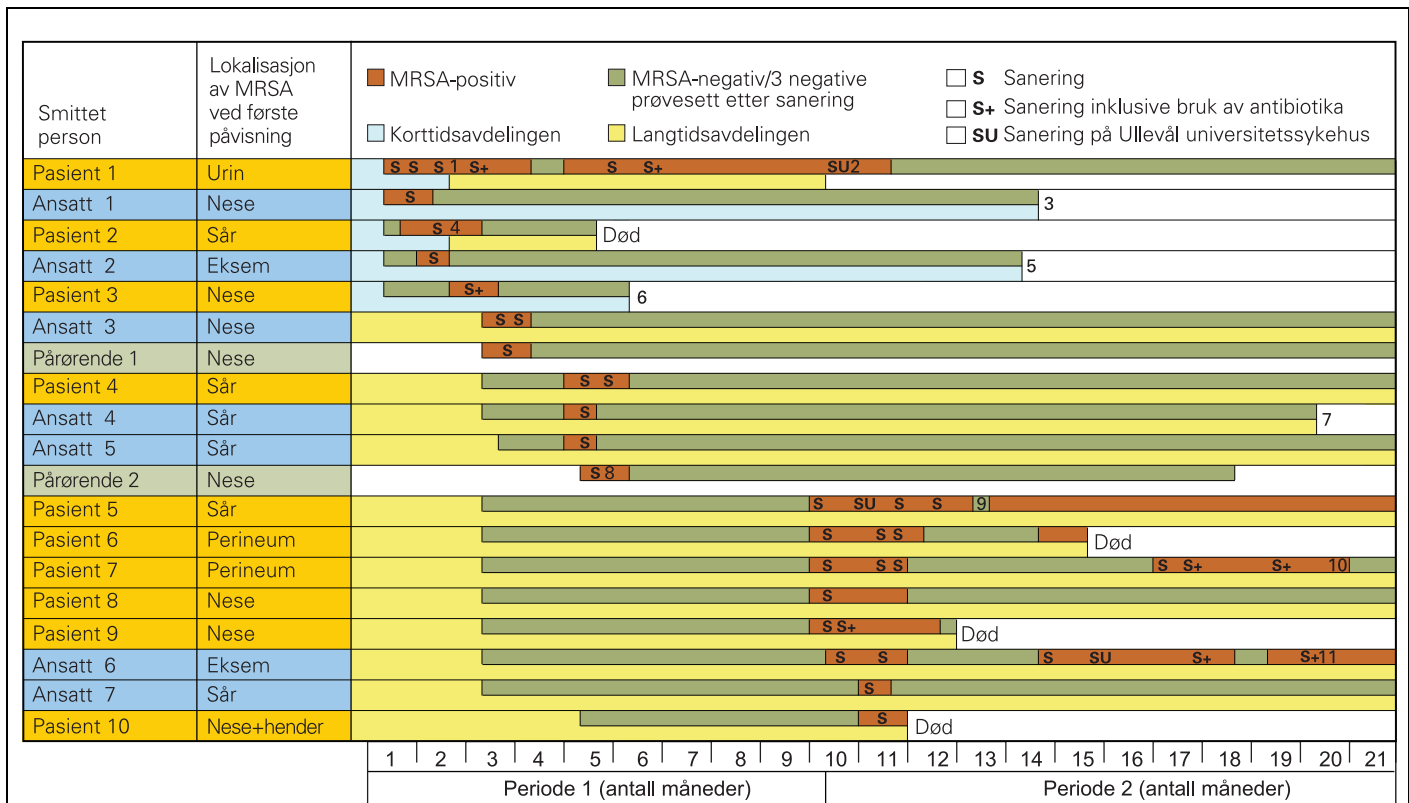 Smittet
person
Lokalisasjon
av MRSA
ved første
påvisning
MRSA-positiv
MRSA-negativ/3 negative
prøvesett etter sanering
Korttidsavdelingen
Langtidsavdelingen
S Sanering
S+ Sanering inklusive bruk av antibiotika
SU Sanering på Ullevål universitetssykehus
Pasient 1 Urin S S S 1 S+ S S+ SU2
Ansatt 1 Nese S 3
Pasient 2 Sår S 4 Død
Ansatt 2 Eksem S 5
Pasient 3 Nese S+ 6
Ansatt 3 Nese S S
Pårørende 1 Nese S
Pasient 4 Sår S S
Ansatt 4 Sår S 7
Ansatt 5 Sår S
Pårørende 2 Nese S 8
Pasient 5 Sår S SU S S 9
Pasient 6 Perineum S S S Død
Pasient 7 Perineum S S S S S+ S+ 10
Pasient 8 Nese S
Pasient 9 Nese S S+ Død
Ansatt 6 Eksem S S S SU S+ S+11
Ansatt 7 Sår S
Pasient 10 Nese+hender S Død
1 2 3 4 5 6 7 8 9 10 11 12 13 14 15 16 17 18 19 20 21
Periode 1 (antall måneder) Periode 2 (antall måneder)